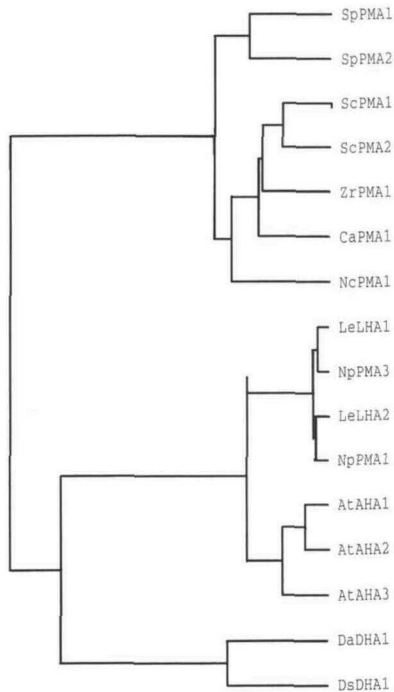 SpPMA1
SpPMA2
ScPMA1
ScPMA2
ZrPMA1
CaPMA1
NcPMA1
LeLHA1
NpPMA3
LeLHA2
NpPMA1
AtAHA1
AtAHA2
AtAHA3
DaDHA1
DsDHA1